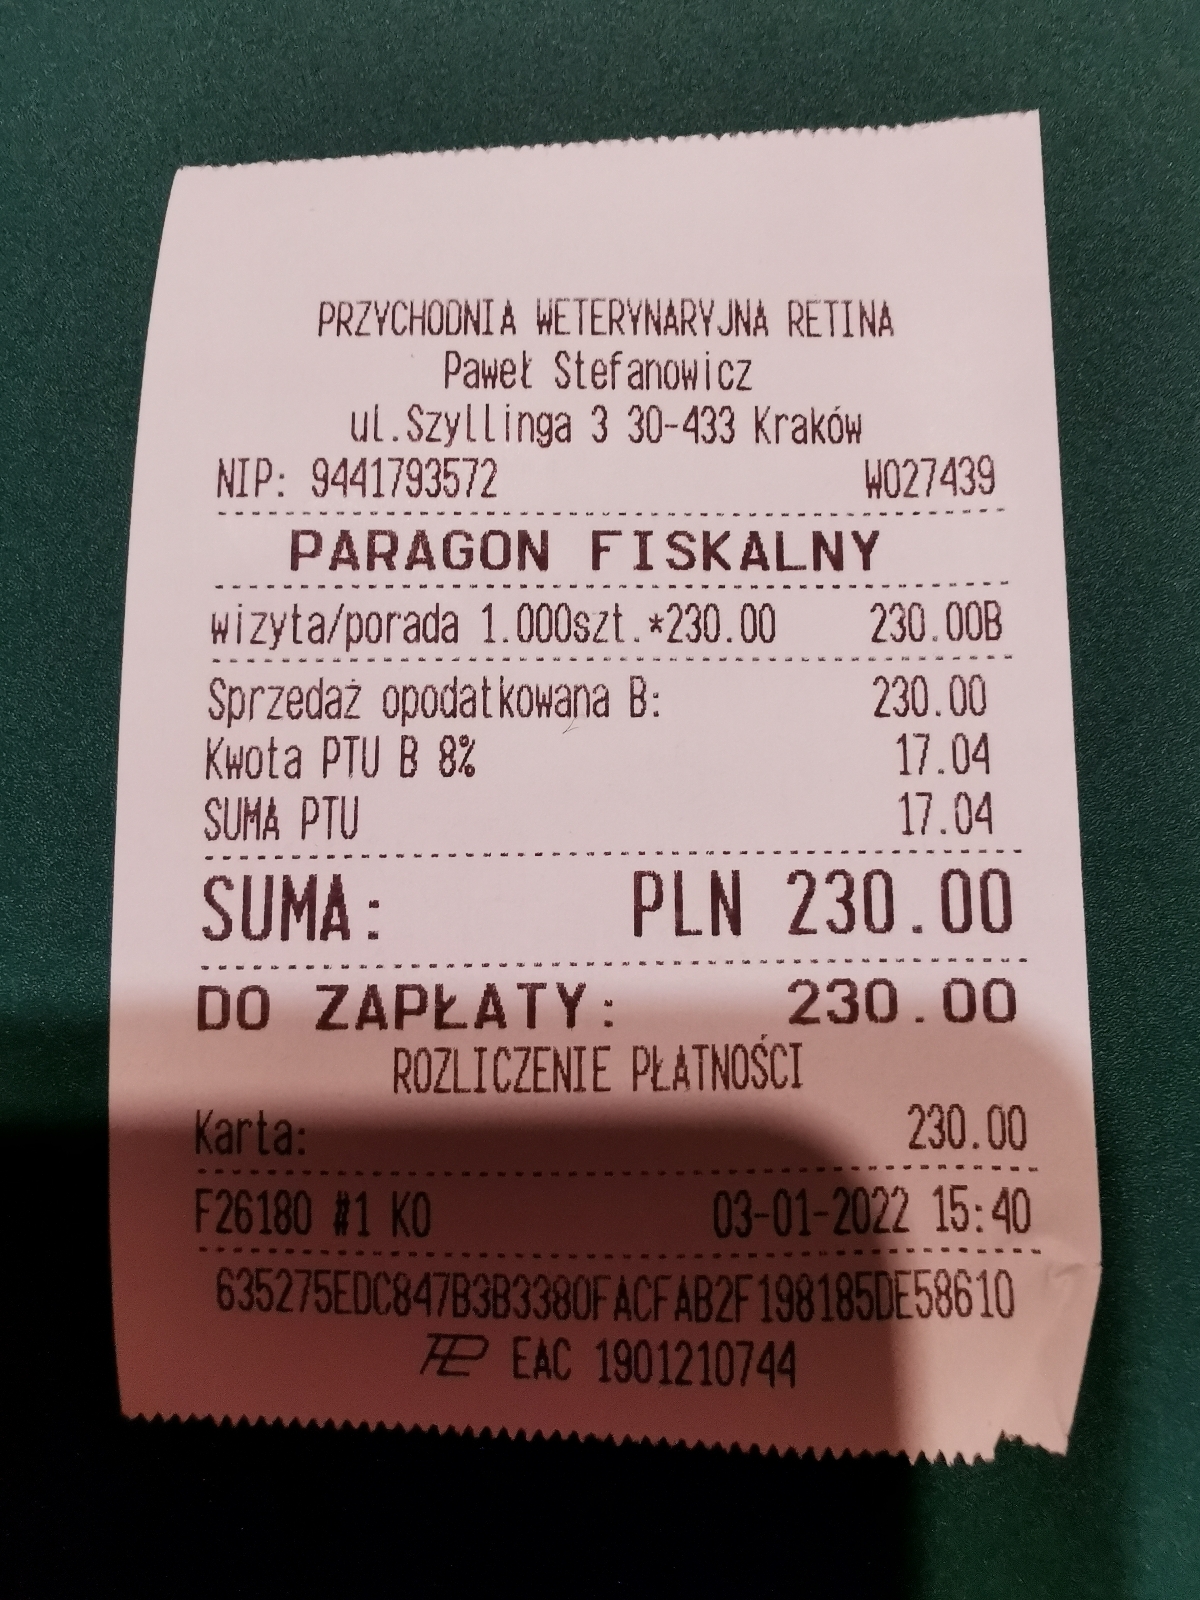 PRZYCHODNIA WETERYNARYJNA RETINA
Paweł Stefanowicz
ul.Szyllinga 3 30-433 Kraków
NIP: 9441793572 W027439
PARAGON FISKALNY
wizyta/porada 1.000szt.*230.00 230.00B
Sprzedaż opodatkowana B: 230.00
Kwota PTU B 8% 17.04
SUMA PTU 17.04
SUMA: PLN 230.00
DO ZAPŁATY: 230.00
ROZLICZENIE PŁATNOŚCI
Karta: 230.00
F26180 #1 KO 03-01-2022 15:40
635275EDC847B3B3380FACFAB2F198185DE58610
EAC 1901210744